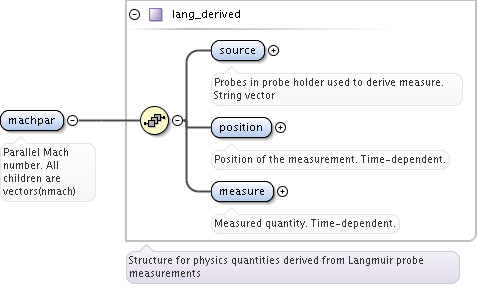 lang_derived
source
Probes in probe holder used to derive measure.
String vector
machpar
Parallel Mach
number. All
children are
vectors(nmach)
position
Position of the measurement. Time-dependent.
measure
Measured quantity. Time-dependent.
Structure for physics quantities derived from Langmuir probe
measurements